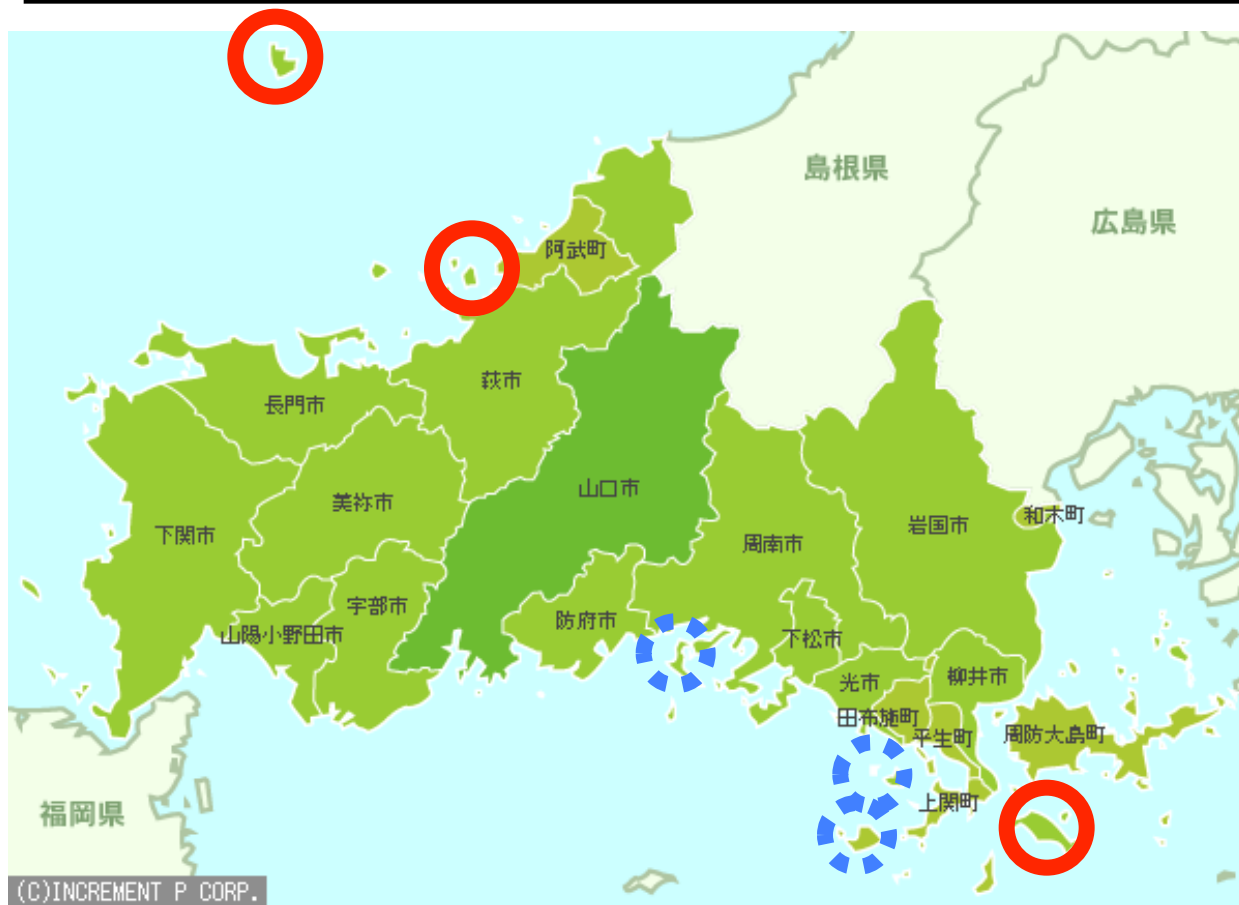 島根県
広島県
阿武町
萩市
長門市
山口市
美祢市
岩国市
和木町
下関市
周南市
宇部市
防府市
山陽小野田市
下松市
光市
柳井市
田布施町
平生町
周防大島町
上関町
福岡県
(C)INCREMENT P CORP.